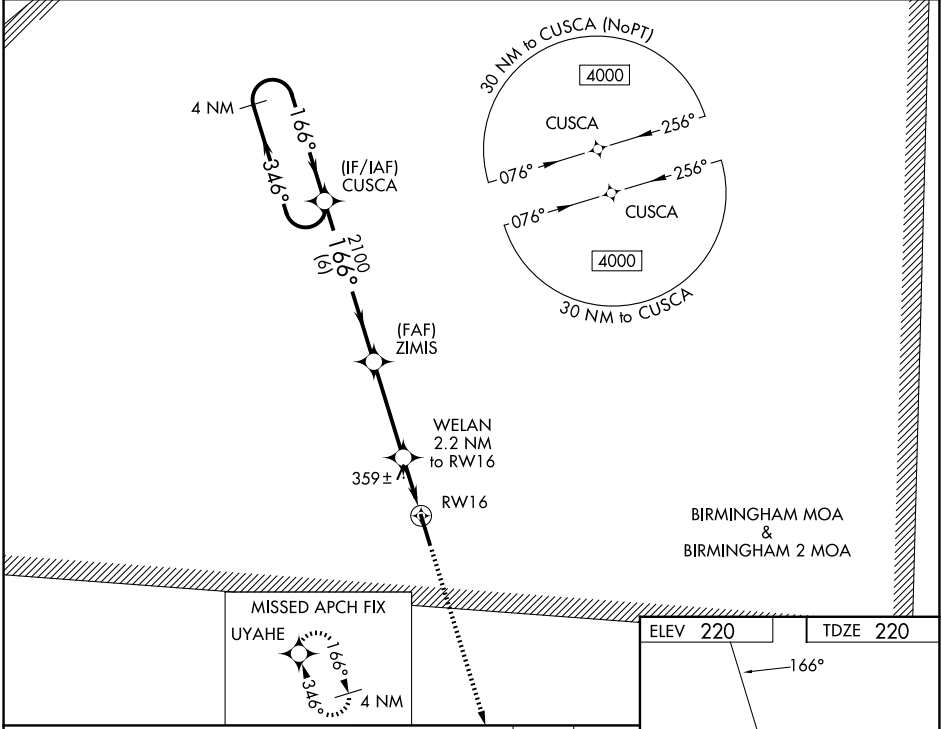 30 NM to CUSCA (NoPT)
4000
CUSCA
256°
076°
256°
076°
CUSCA
4000
30 NM to CUSCA
4 NM
166°
346°
(IF/IAF)
CUSCA
2100
166°
(6)
(FAF)
ZIMIS
WELAN
2.2 NM
to RW16
359±
RW16
BIRMINGHAM MOA
&
BIRMINGHAM 2 MOA
MISSED APCH FIX
UYAHE
166°
346°
4 NM
ELEV 220
TDZE 220
166°